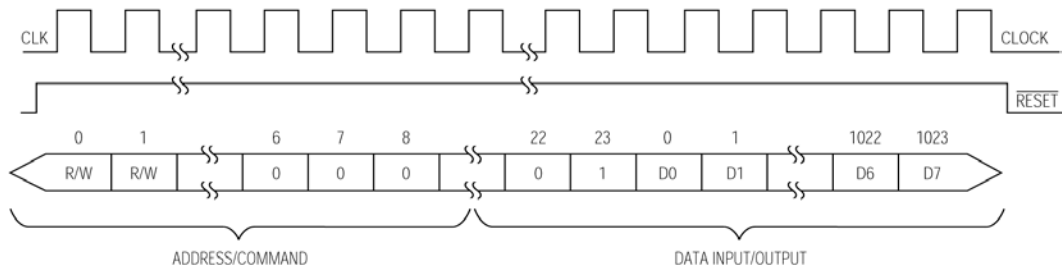 CLK
CLOCK
RESET
0 1 6 7 8 22 23 0 1 1022 1023
R/W R/W 0 0 0 0 1 D0 D1 D6 D7
ADDRESS/COMMAND DATA INPUT/OUTPUT